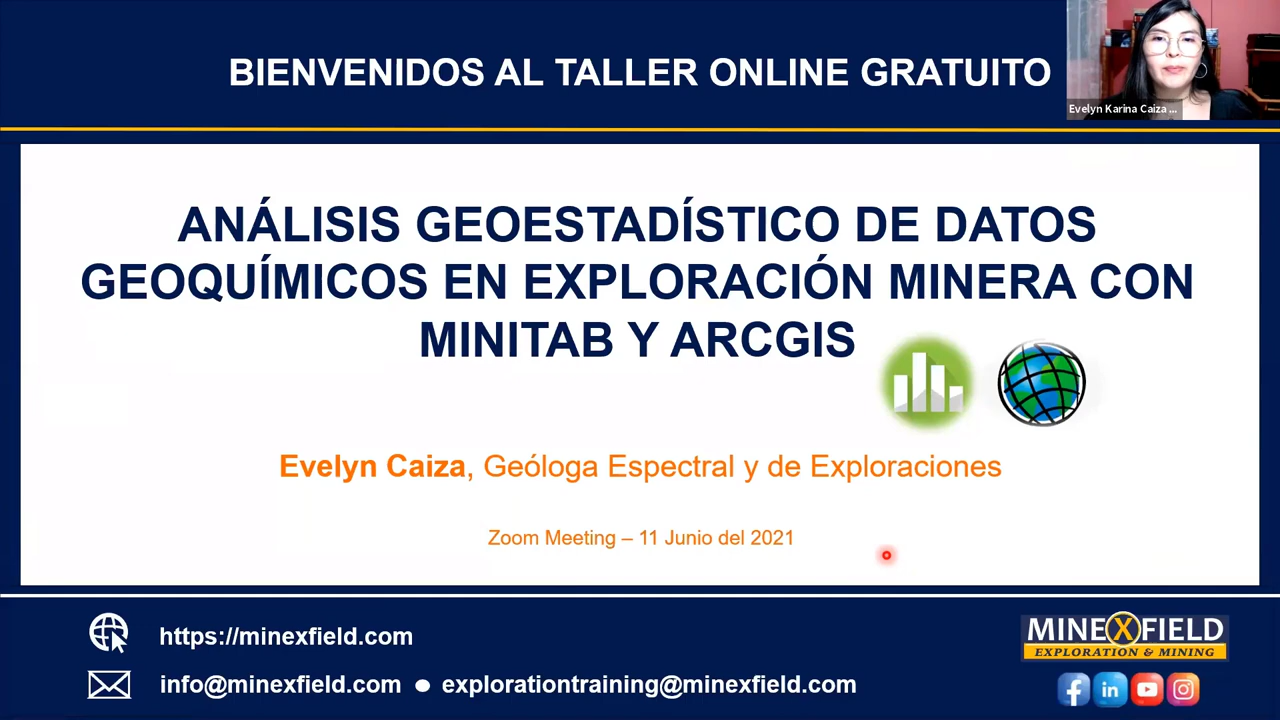 BIENVENIDOS AL TALLER ONLINE GRATUITO
Evelyn Karina Caiza ...
ANÁLISIS GEOESTADÍSTICO DE DATOS
GEOQUÍMICOS EN EXPLORACIÓN MINERA CON
MINITAB Y ARCGIS
Evelyn Caiza, Geóloga Espectral y de Exploraciones
Zoom Meeting – 11 Junio del 2021
https://minexfield.com
info@minexfield.com ● explorationtraining@minexfield.com
MINEXFIELD
EXPLORATION & MINING